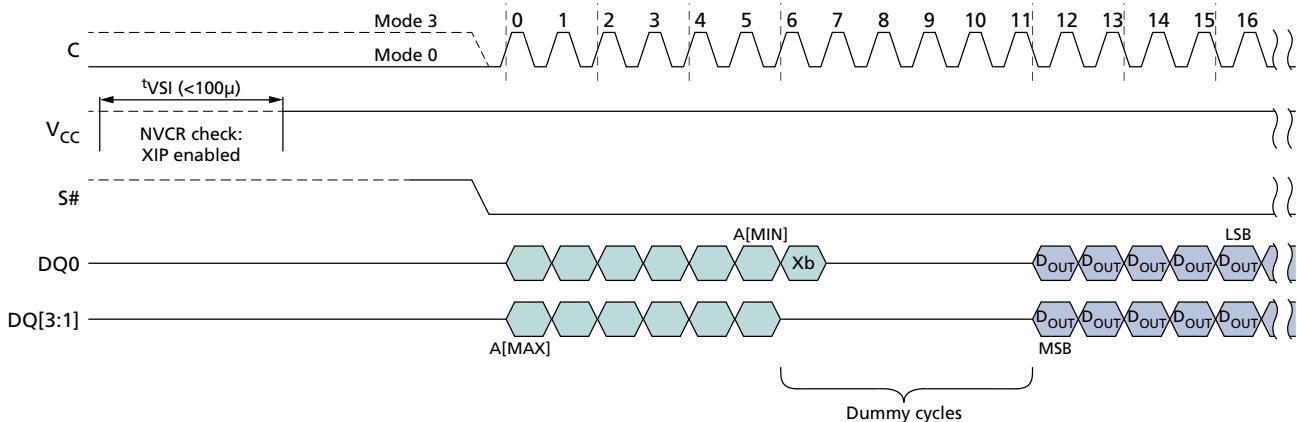 Mode 3
0 1 2 3 4 5 6 7 8 9 10 11 12 13 14 15 16
C
Mode 0
tVSI (<100μ)
VCC
NVCR check:
XIP enabled
S#
A[MIN]
LSB
DQ0
Xb
DOUT DOUT DOUT DOUT DOUT
DQ[3:1]
DOUT DOUT DOUT DOUT DOUT
A[MAX]
MSB
Dummy cycles